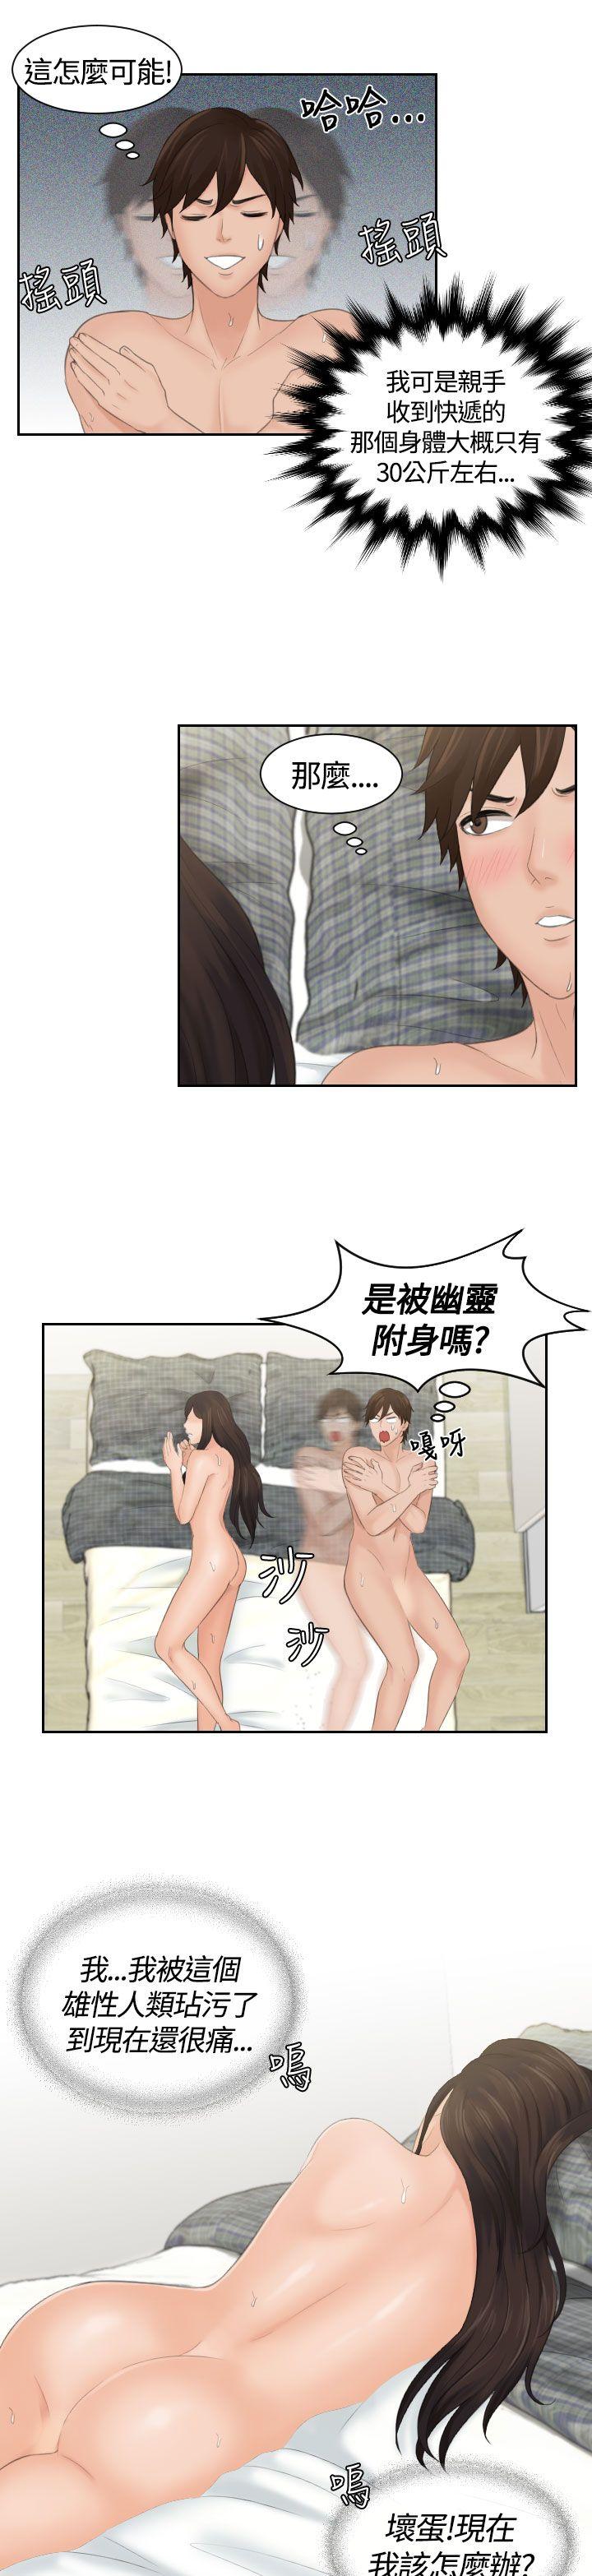 這怎麼可能!
哈哈...
搖頭
搖頭
我可是親手
收到快遞的
那個身體大概只有
30公斤左右...
那麼....
是被幽靈
附身嗎?
嘎呀
沙
沙
我...我被這個
雄性人類玷污了
到現在還很痛...
嗚
嗚
壞蛋!現在
我該怎麼辦?